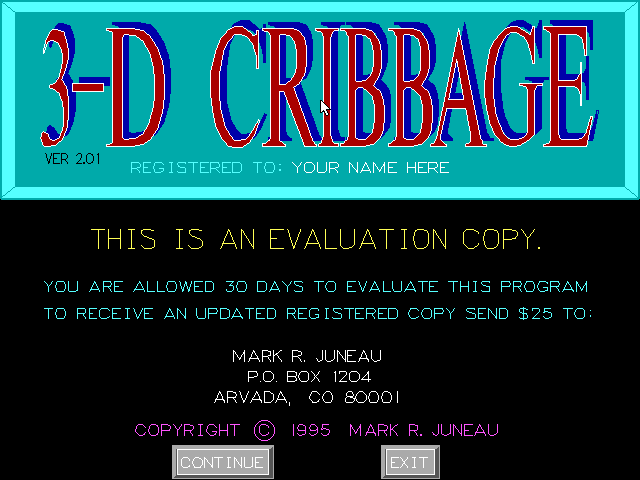 3-D CRIBBAGE
VER 2.01
REGISTERED TO: YOUR NAME HERE
THIS IS AN EVALUATION COPY.
YOU ARE ALLOWED 30 DAYS TO EVALUATE THIS PROGRAM
TO RECEIVE AN UPDATED REGISTERED COPY SEND $25 TO:
MARK R. JUNEAU
P.O. BOX 1204
ARVADA, CO 80001
COPYRIGHT © 1995 MARK R. JUNEAU
CONTINUE EXIT